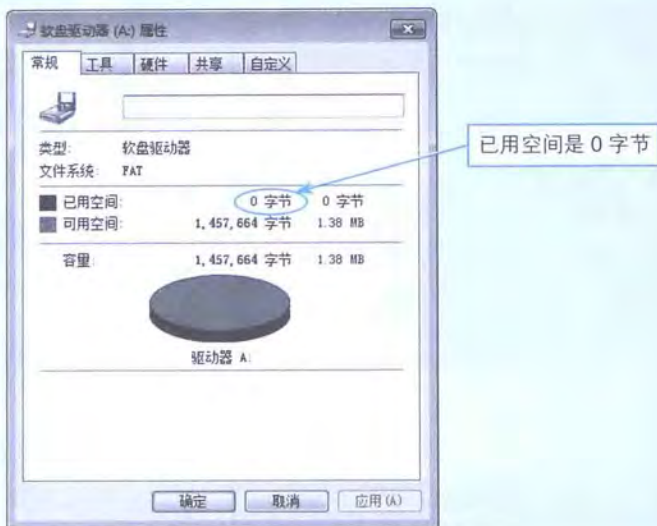 软盘驱动器 (A:) 属性
常规 工具 硬件 共享 自定义
类型: 软盘驱动器
文件系统: FAT
已用空间: 0 字节 0 字节
可用空间: 1,457,664 字节 1.38 MB
容量: 1,457,664 字节 1.38 MB
驱动器 A:
确定 取消 应用(A)
已用空间是 0 字节